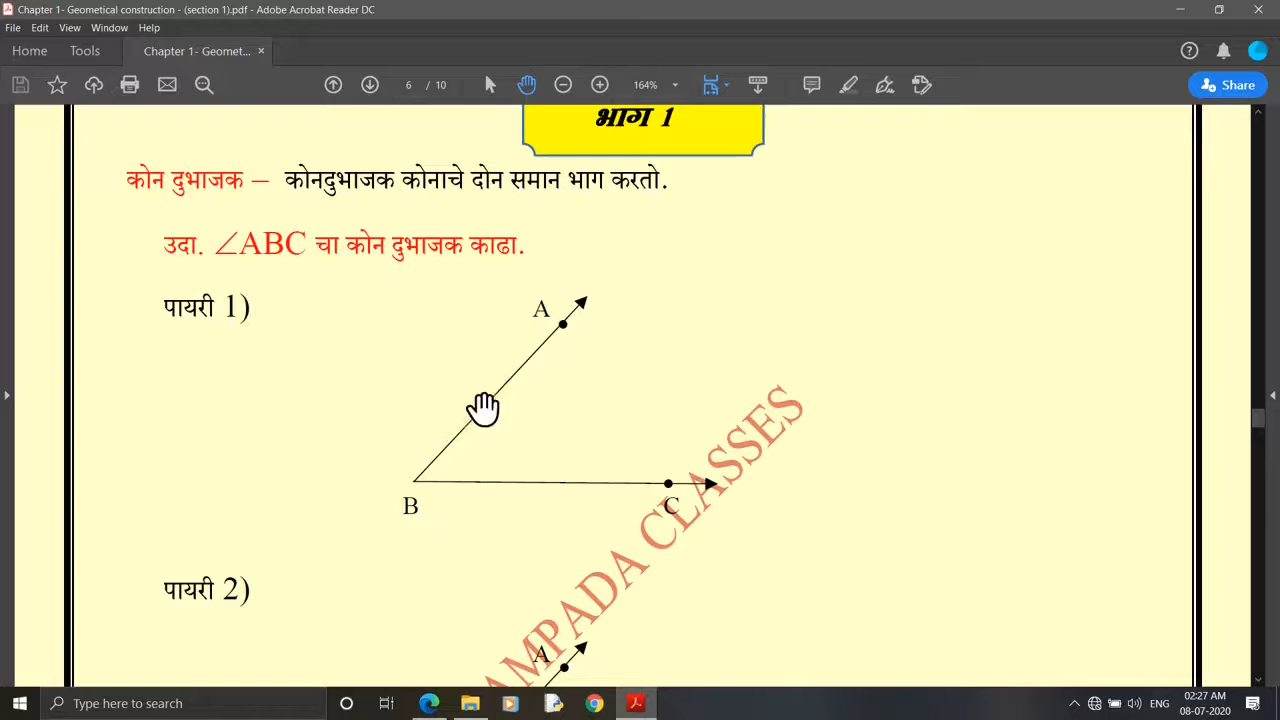 Chapter 1- Geometical construction - (section 1).pdf - Adobe Acrobat Reader DC
File Edit View Window Help
Home Tools Chapter 1- Geomet... ×
6 / 10 164% Share
भाग 1
कोन दुभाजक – कोनदुभाजक कोनाचे दोन समान भाग करतो.
उदा. ∠ABC चा कोन दुभाजक काढा.
पायरी 1)
A
B
C
पायरी 2)
A
AMPADA CLASSES
Type here to search
ENG
02:27 AM
08-07-2020